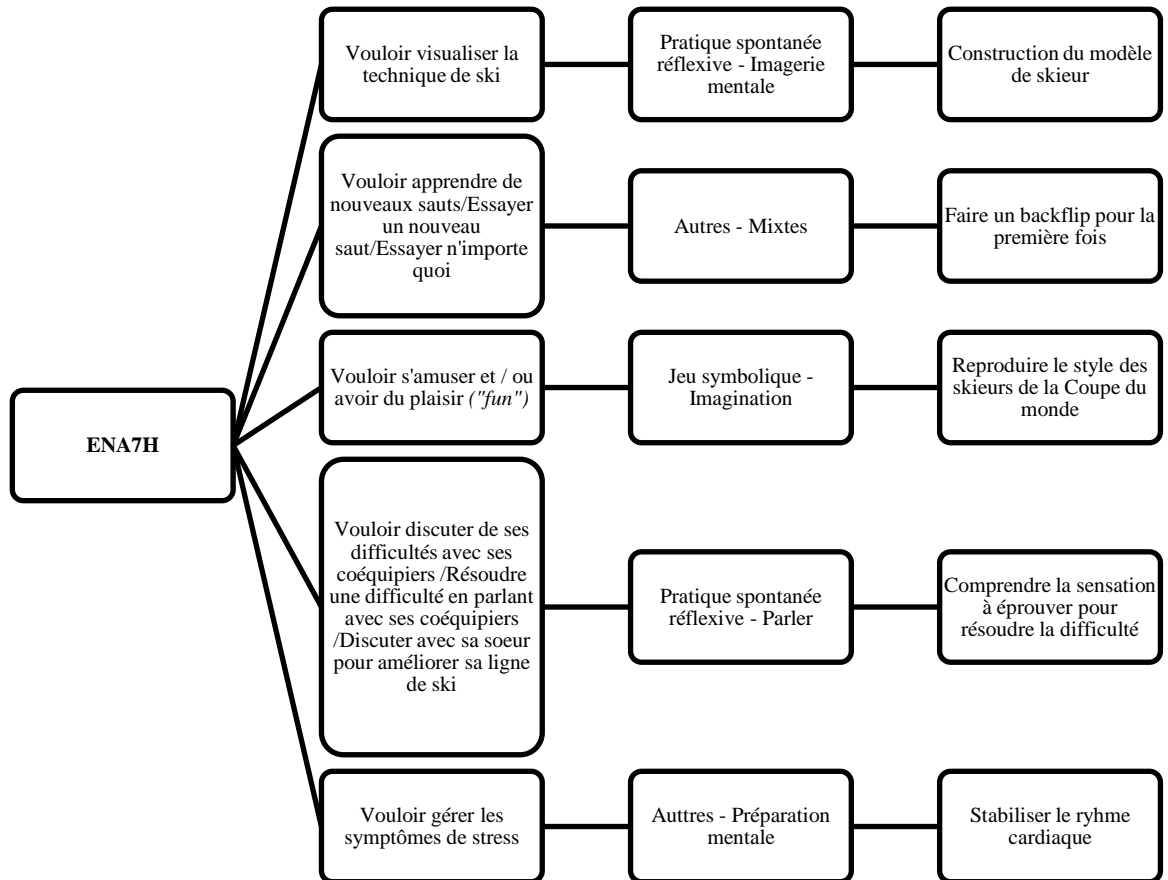 Vouloir visualiser la
technique de ski
Pratique spontanée
réflexive - Imagerie
mentale
Construction du modèle
de skieur
Vouloir apprendre de
nouveaux sauts/Essayer
un nouveau
saut/Essayer n'importe
quoi
Autres - Mixtes
Faire un backflip pour la
première fois
Vouloir s'amuser et / ou
avoir du plaisir ("fun")
Jeu symbolique -
Imagination
Reproduire le style des
skieurs de la Coupe du
monde
ENA7H
Vouloir discuter de ses
difficultés avec ses
coéquipiers /Résoudre
une difficulté en parlant
avec ses coéquipiers
/Discuter avec sa soeur
pour améliorer sa ligne
de ski
Pratique spontanée
réflexive - Parler
Comprendre la sensation
à éprouver pour
résoudre la difficulté
Vouloir gérer les
symptômes de stress
Auttres - Préparation
mentale
Stabiliser le ryhme
cardiaque